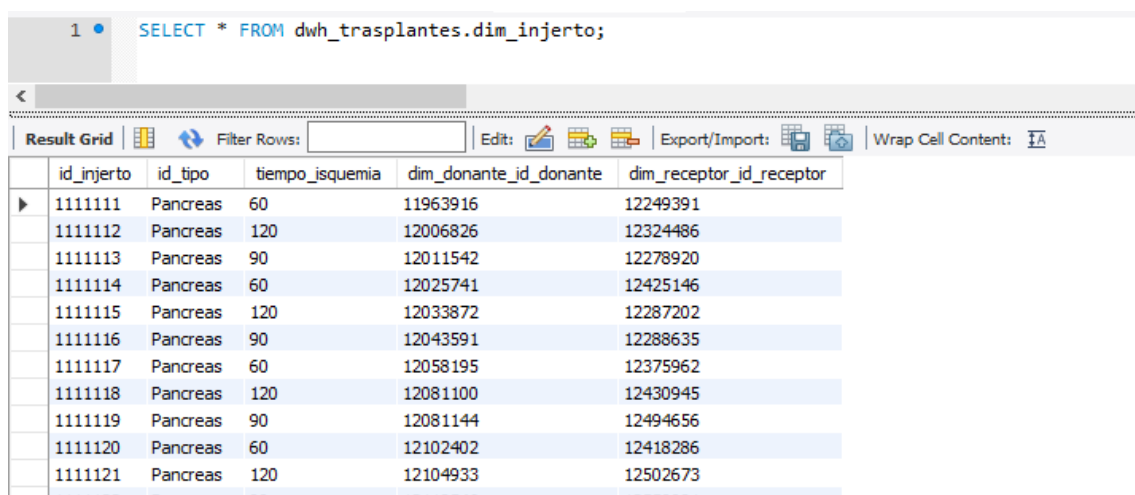 1 SELECT * FROM dwh_trasplantes.dim_injerto;
Result Grid Filter Rows: Edit: Export/Import: Wrap Cell Content:
id_injerto id_tipo tiempo_isquemia dim_donante_id_donante dim_receptor_id_receptor
1111111 Pancreas 60 11963916 12249391
1111112 Pancreas 120 12006826 12324486
1111113 Pancreas 90 12011542 12278920
1111114 Pancreas 60 12025741 12425146
1111115 Pancreas 120 12033872 12287202
1111116 Pancreas 90 12043591 12288635
1111117 Pancreas 60 12058195 12375962
1111118 Pancreas 120 12081100 12430945
1111119 Pancreas 90 12081144 12494656
1111120 Pancreas 60 12102402 12418286
1111121 Pancreas 120 12104933 12502673